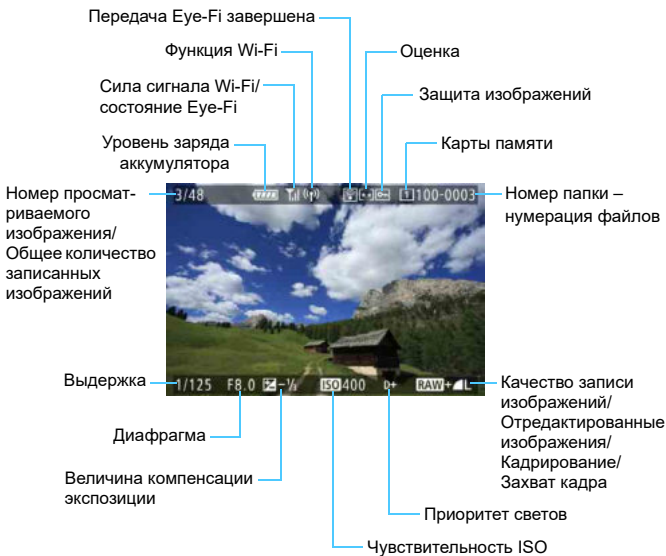 Передача Eye-Fi завершена
Функция Wi-Fi
Оценка
Сила сигнала Wi-Fi/
состояние Eye-Fi
Защита изображений
Уровень заряда
аккумулятора
Карты памяти
Номер просмат-
риваемого
изображения/
Общее количество
записанных
изображений
3/48
1 100-0003
Номер папки –
нумерация файлов
Выдержка
1/125 F8.0 -⅓ ISO 400 D+ RAW+L
Качество записи
изображений/
Отредактированные
изображения/
Кадрирование/
Захват кадра
Диафрагма
Величина компенсации
экспозиции
Приоритет светов
Чувствительность ISO